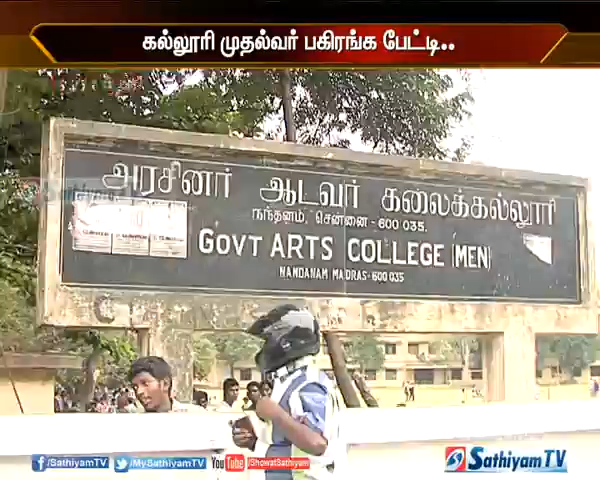 கல்லூரி முதல்வர் பகிரங்க பேட்டி..
Sathiyam
அரசினர் ஆடவர் கலைக்கல்லூரி
நந்தனம், சென்னை-600 035.
GOVT ARTS COLLEGE (MEN)
NANDANAM MADRAS-600 035
f /SathiyamTV /MySathiyamTV You Tube /ShowatSathiyam
SathiyamTV